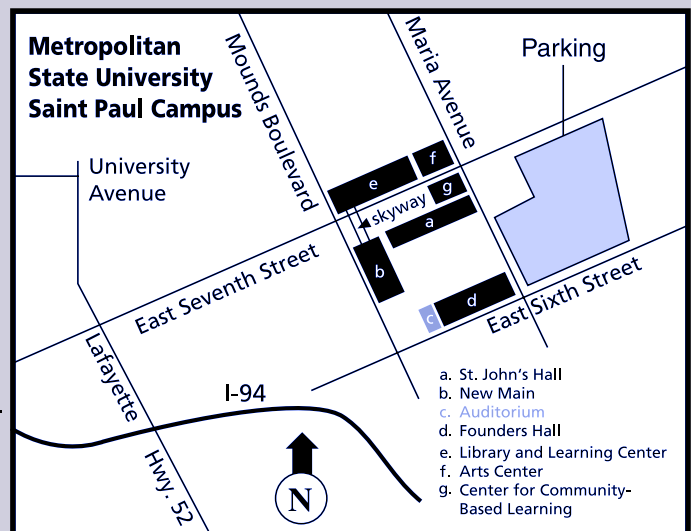 Metropolitan
State University
Saint Paul Campus
Mounds Boulevard
Maria Avenue
Parking
University
Avenue
e
f
g
skyway
a
b
d
c
East Seventh Street
East Sixth Street
Lafayette
Hwy. 52
I-94
N
a. St. John's Hall
b. New Main
c. Auditorium
d. Founders Hall
e. Library and Learning Center
f. Arts Center
g. Center for Community-
Based Learning